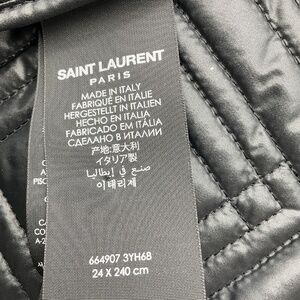 SAINT LAURENT
PARIS
MADE IN ITALY
FABRIQUÉ EN ITALIE
HERGESTELLT IN ITALIEN
HECHO EN ITALIA
FABRICADO EM ITÁLIA
СДЕЛАНО В ИТАЛИИ
产地:意大利
イタリア製
صنع في إيطاليا
이태리제
664907 3YH68
24 X 240 cm